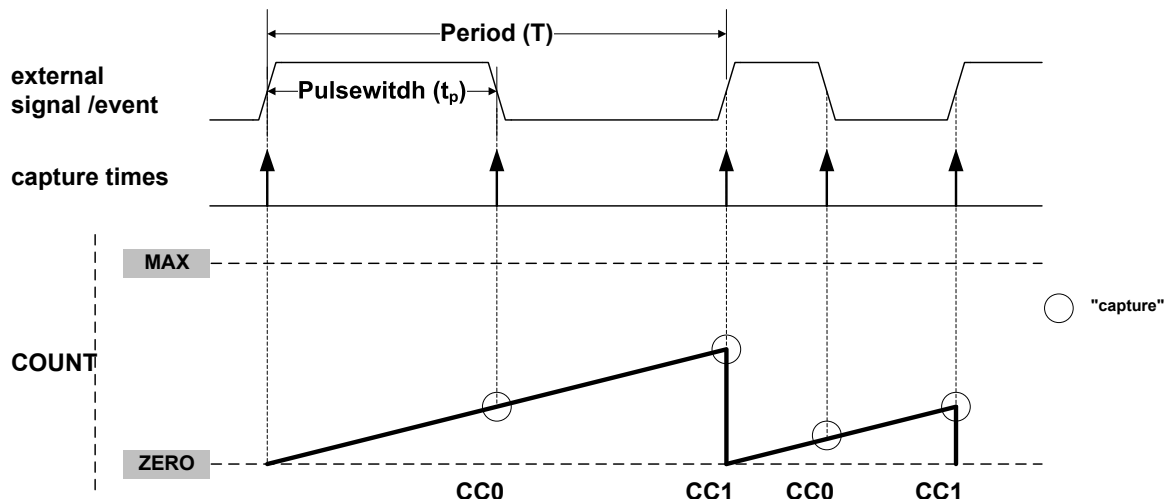 Period (T)
external
signal /event
Pulsewitdh (tp)
capture times
MAX
"capture"
COUNT
ZERO
CC0 CC1 CC0 CC1